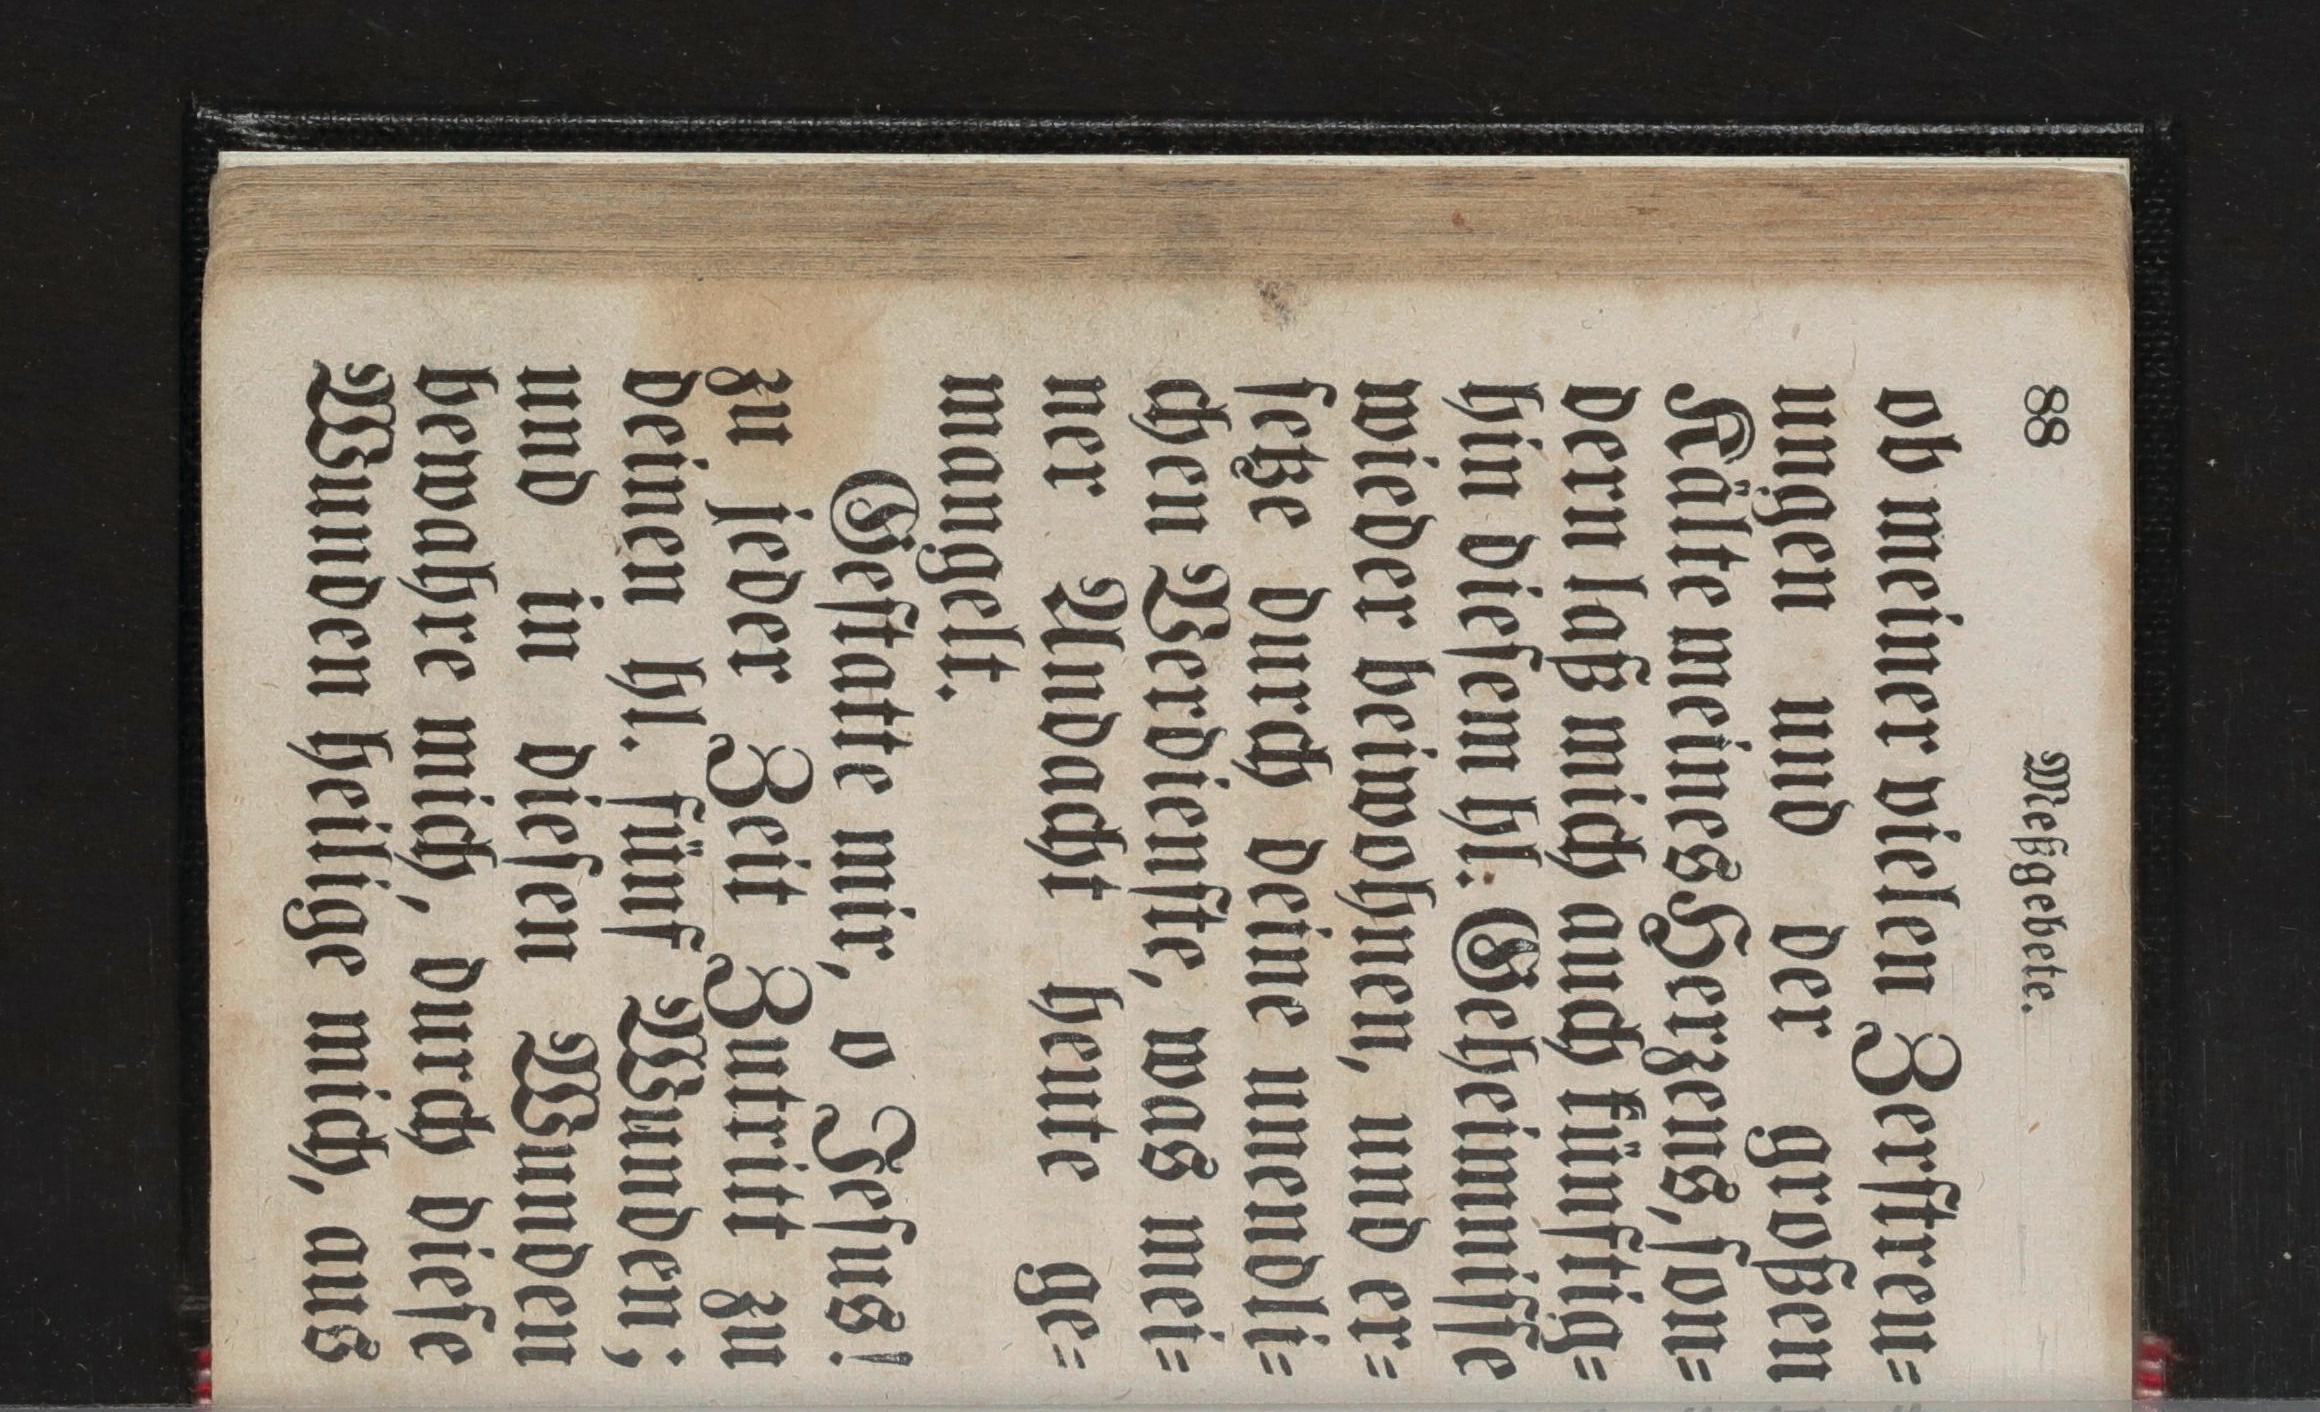 88 Meßgebete.
ob meiner vielen Zerstreu=
ungen und der großen
Kälte meines Herzens, son=
dern laß mich auch künftig=
hin diesem hl. Geheimnisse
wieder beiwohnen, und er=
setze durch deine unendli=
chen Verdienste, was mei=
ner Andacht heute ge=
mangelt.
Gestatte mir, o Jesus!
zu jeder Zeit Zutritt zu
deinen hl. fünf Wunden;
und in diesen Wunden
bewahre mich, durch diese
Wunden heilige mich, aus